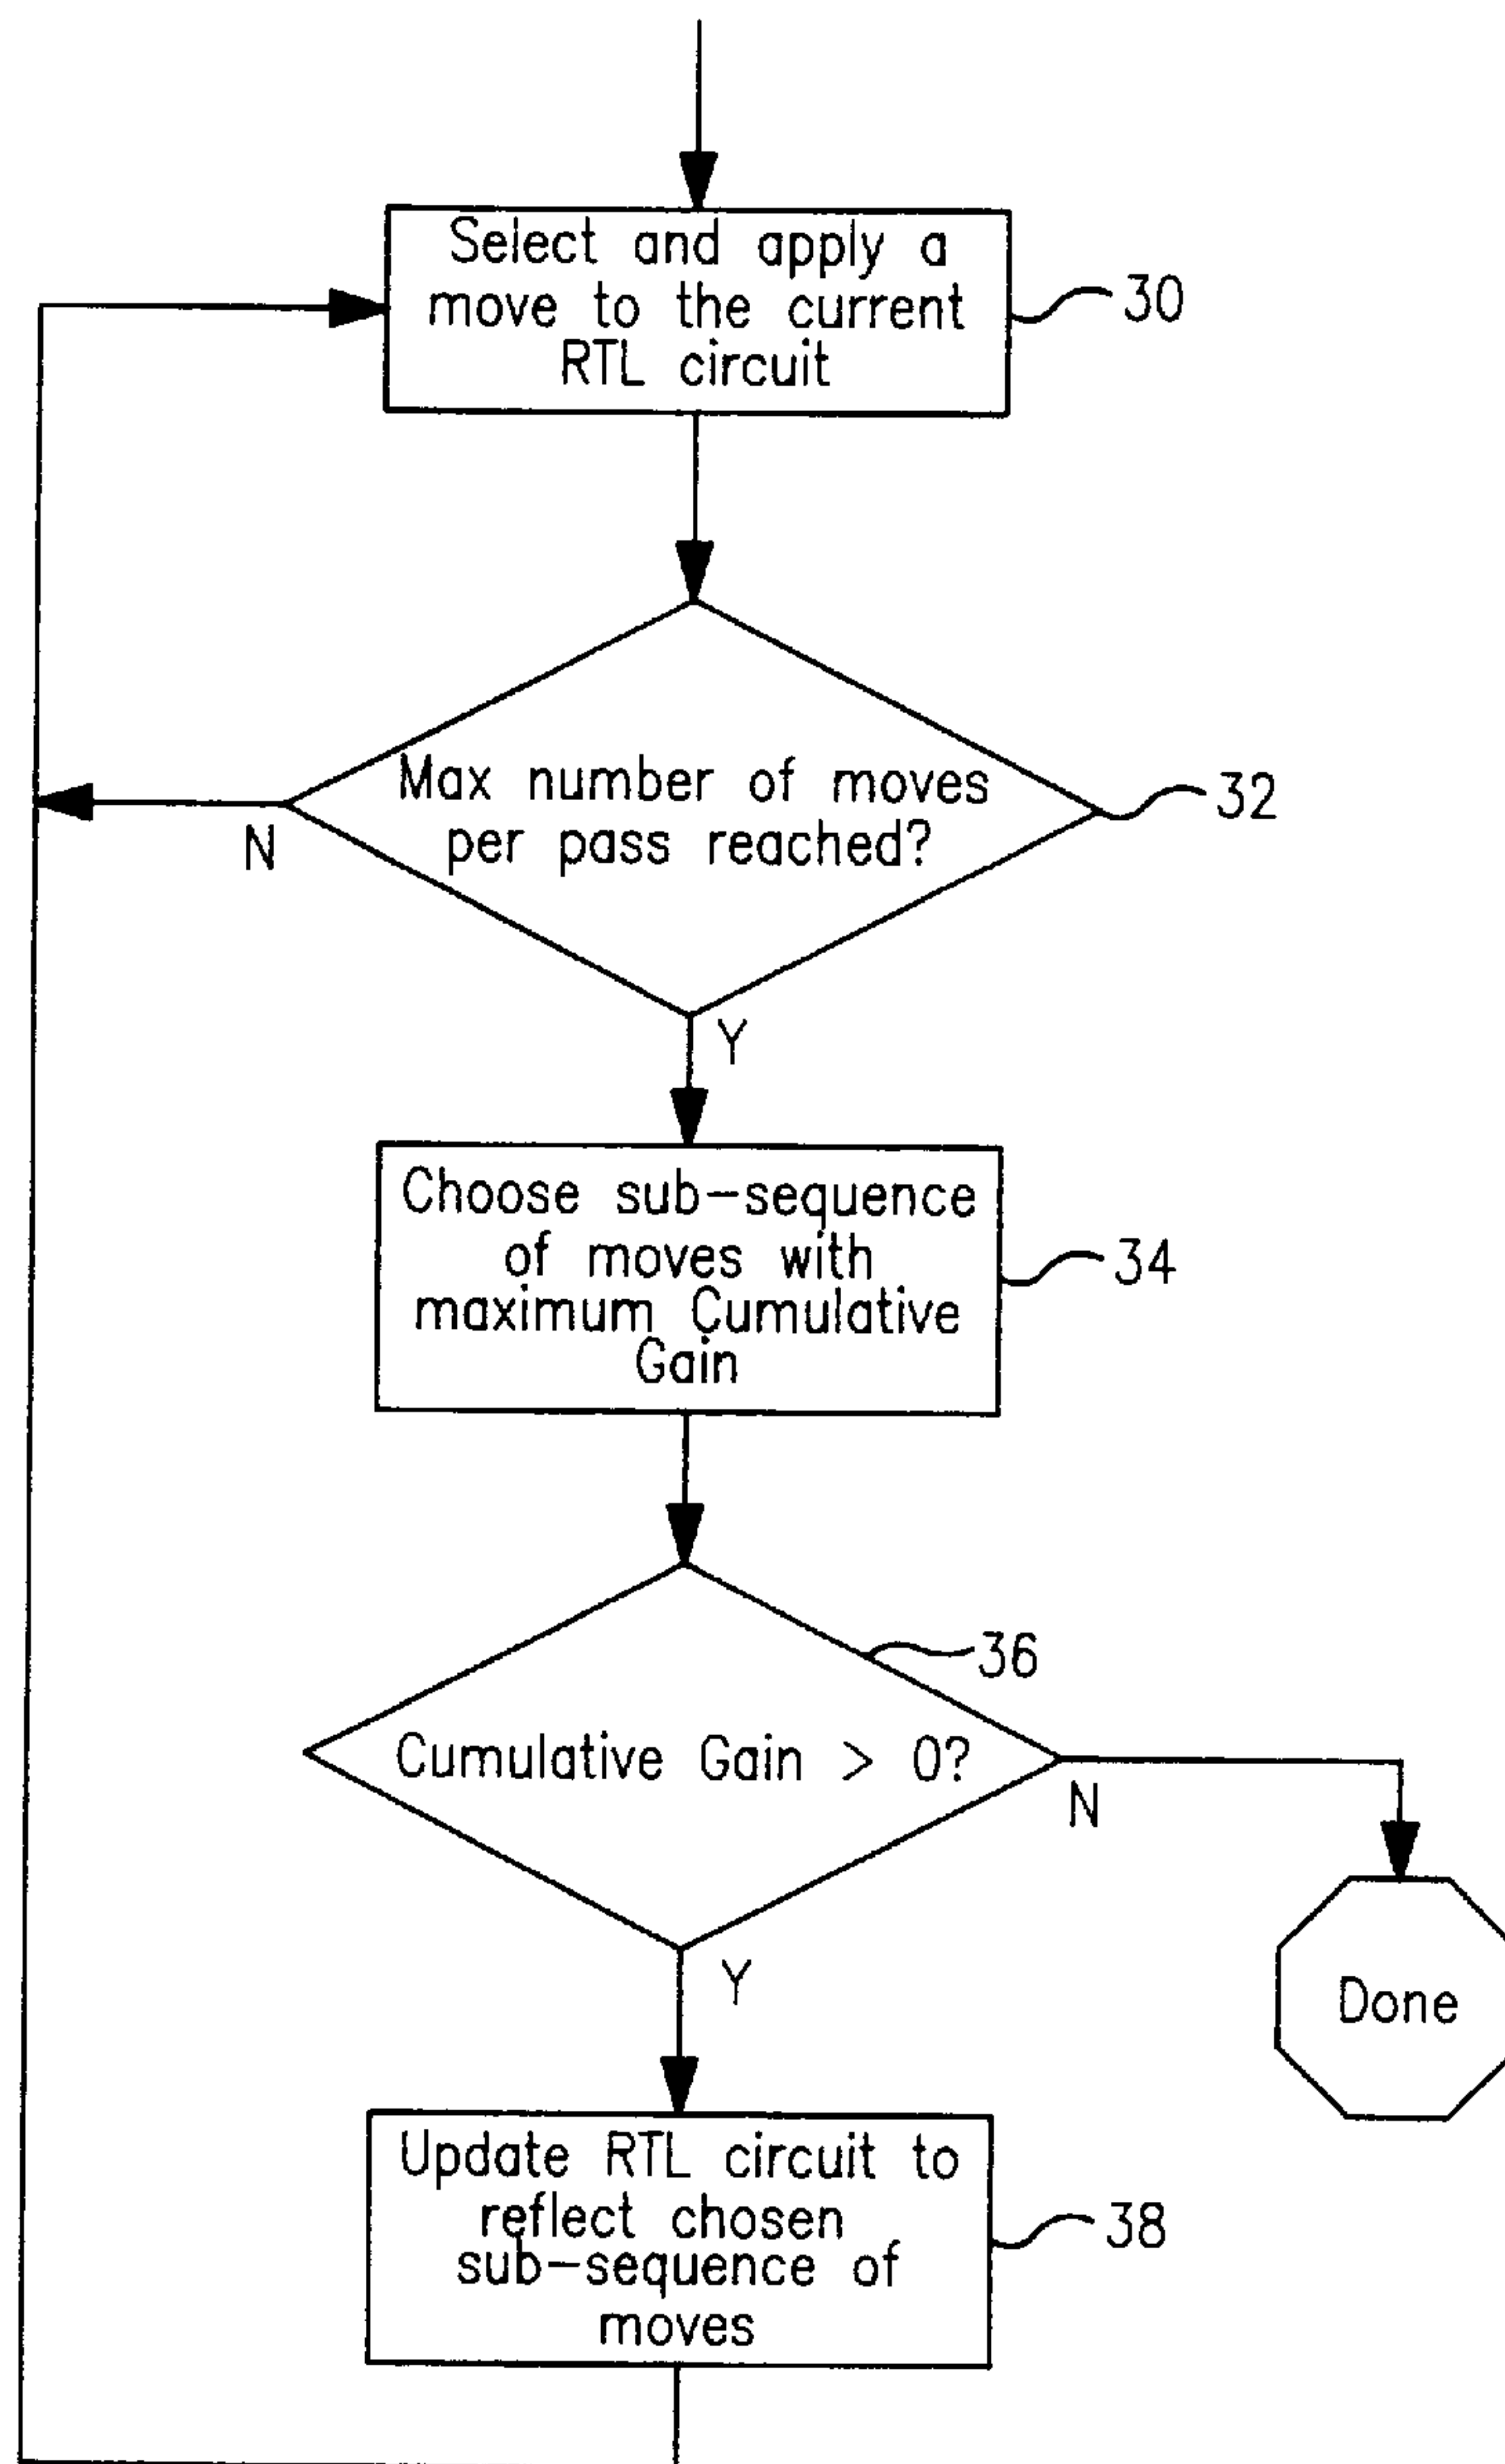 Select and apply a
move to the current
RTL circuit
30
Max number of moves
per pass reached?
32
N
Y
Choose sub-sequence
of moves with
maximum Cumulative
Gain
34
36
Cumulative Gain > 0?
N
Y
Done
Update RTL circuit to
reflect chosen
sub-sequence of
moves
38